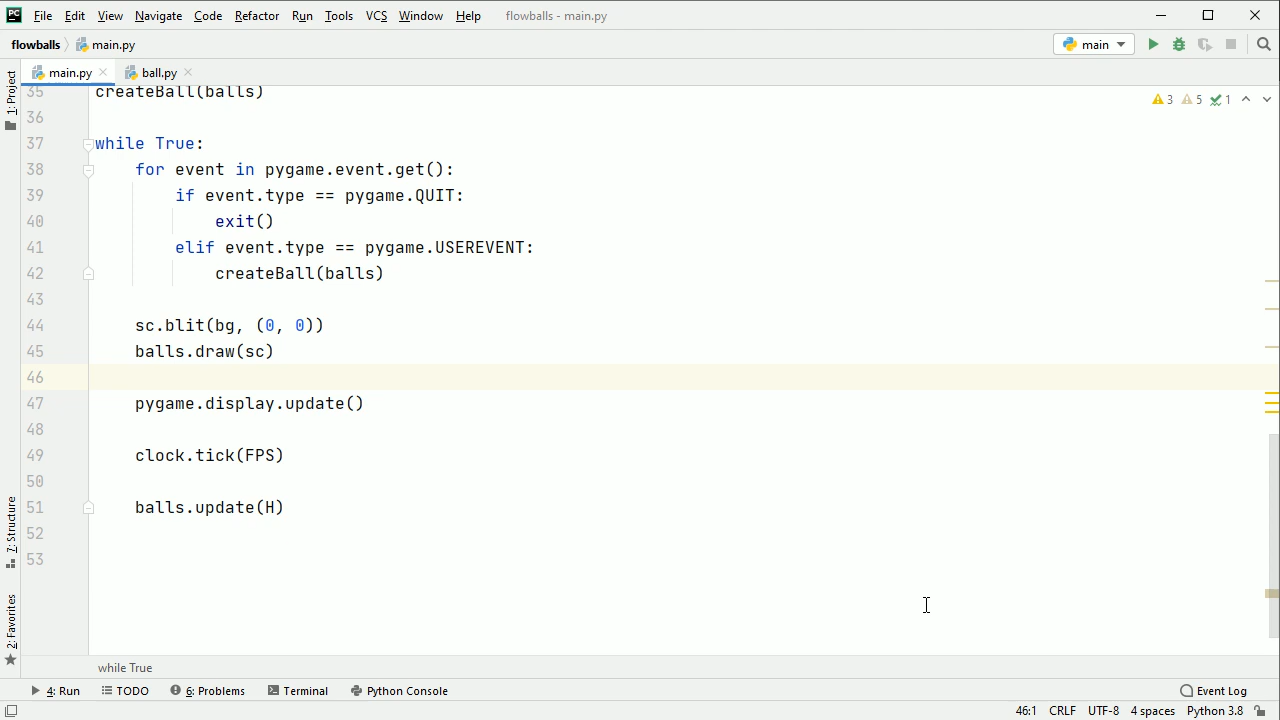 PC File Edit View Navigate Code Refactor Run Tools VCS Window Help flowballs - main.py
flowballs main.py main
main.py ball.py
1: Project
35 createBall(balls) 3 5 1
36
37 while True:
38 for event in pygame.event.get():
39 if event.type == pygame.QUIT:
40 exit()
41 elif event.type == pygame.USEREVENT:
42 createBall(balls)
43
44 sc.blit(bg, (0, 0))
45 balls.draw(sc)
46
47 pygame.display.update()
48
49 clock.tick(FPS)
50
51 balls.update(H)
52
53
7: Structure
2: Favorites
while True
4: Run TODO 6: Problems Terminal Python Console Event Log
46:1 CRLF UTF-8 4 spaces Python 3.8